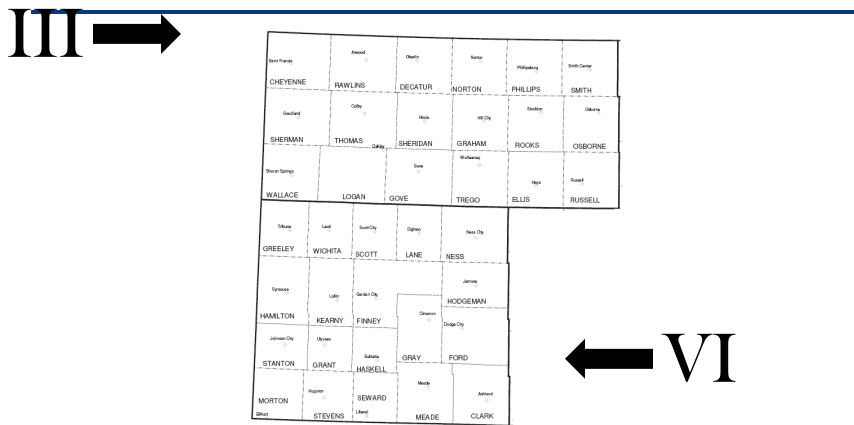 III
Saint Francis
Atwood
Oberlin
Norton
Phillipsburg
Smith Center
CHEYENNE
RAWLINS
DECATUR
NORTON
PHILLIPS
SMITH
Goodland
Colby
Hoxie
Hill City
Stockton
Osborne
SHERMAN
THOMAS
Oakley
SHERIDAN
GRAHAM
ROOKS
OSBORNE
Sharon Springs
Gove
WaKeeney
Hays
Russell
WALLACE
LOGAN
GOVE
TREGO
ELLIS
RUSSELL
Tribune
Leoti
Scott City
Dighton
Ness City
GREELEY
WICHITA
SCOTT
LANE
NESS
Syracuse
Lakin
Garden City
Jetmore
HODGEMAN
HAMILTON
KEARNY
FINNEY
Cimarron
Dodge City
Johnson City
Ulysses
Sublette
STANTON
GRANT
HASKELL
GRAY
FORD
VI
Hugoton
Meade
Ashland
MORTON
SEWARD
Elkhart
STEVENS
Liberal
MEADE
CLARK